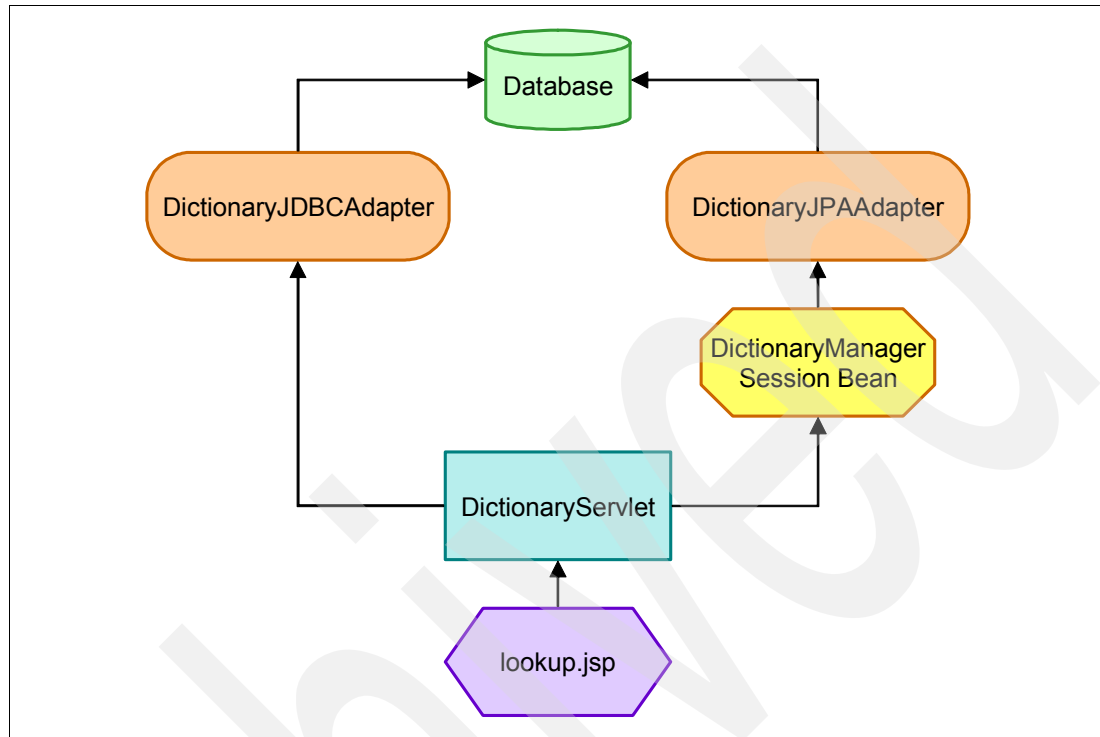 Database
DictionaryJDBCAdapter
DictionaryJPAAdapter
DictionaryManager
Session Bean
DictionaryServlet
lookup.jsp